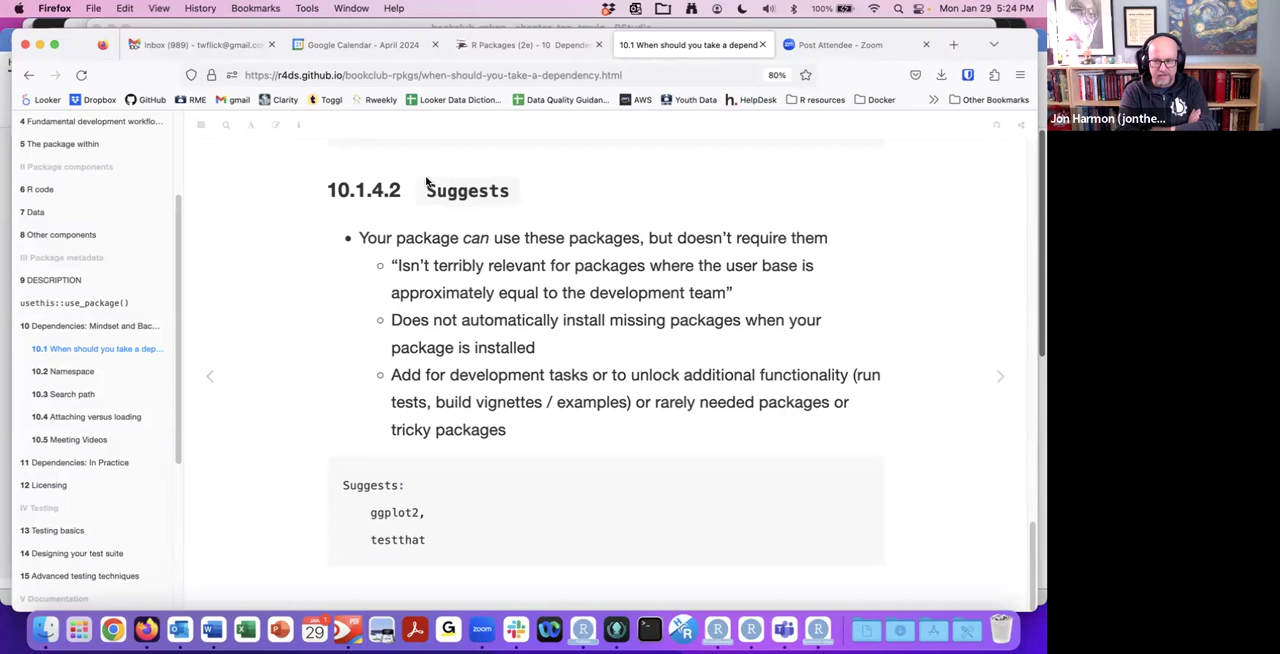 Firefox File Edit View History Bookmarks Tools Window Help 100% Mon Jan 29 5:24 PM
Inbox (989) - twflick@gmail.co
Google Calendar - April 2024
R Packages (2e) - 10 Depende
10.1 When should you take a depend
Post Attendee - Zoom
https://r4ds.github.io/bookclub-rpkgs/when-should-you-take-a-dependency.html 80%
Looker Dropbox GitHub RME gmail Clarity Toggl Rweekly Looker Data Diction... Data Quality Guidan... AWS Youth Data HelpDesk R resources Docker Other Bookmarks
4 Fundamental development workflo...
5 The package within
II Package components
6 R code
7 Data
8 Other components
III Package metadata
9 DESCRIPTION
usethis::use_package()
10 Dependencies: Mindset and Bac...
10.1 When should you take a dep...
10.2 Namespace
10.3 Search path
10.4 Attaching versus loading
10.5 Meeting Videos
11 Dependencies: In Practice
12 Licensing
IV Testing
13 Testing basics
14 Designing your test suite
15 Advanced testing techniques
V Documentation
10.1.4.2 Suggests
• Your package can use these packages, but doesn’t require them
○ “Isn’t terribly relevant for packages where the user base is
approximately equal to the development team”
○ Does not automatically install missing packages when your
package is installed
○ Add for development tasks or to unlock additional functionality (run
tests, build vignettes / examples) or rarely needed packages or
tricky packages
Suggests:
ggplot2,
testthat
Jon Harmon (jonthe...